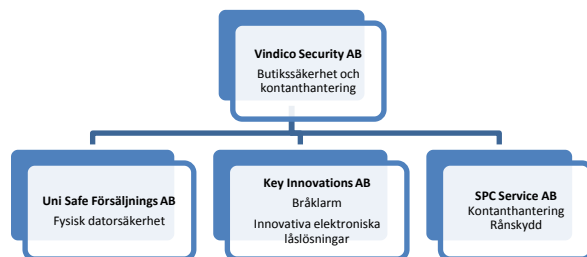 Vindico Security AB
Butikssäkerhet och
kontanthantering
Uni Safe Försäljnings AB
Fysisk datorsäkerhet
Key Innovations AB
Bråklarm
Innovativa elektroniska
låslösningar
SPC Service AB
Kontanthantering
Rånskydd